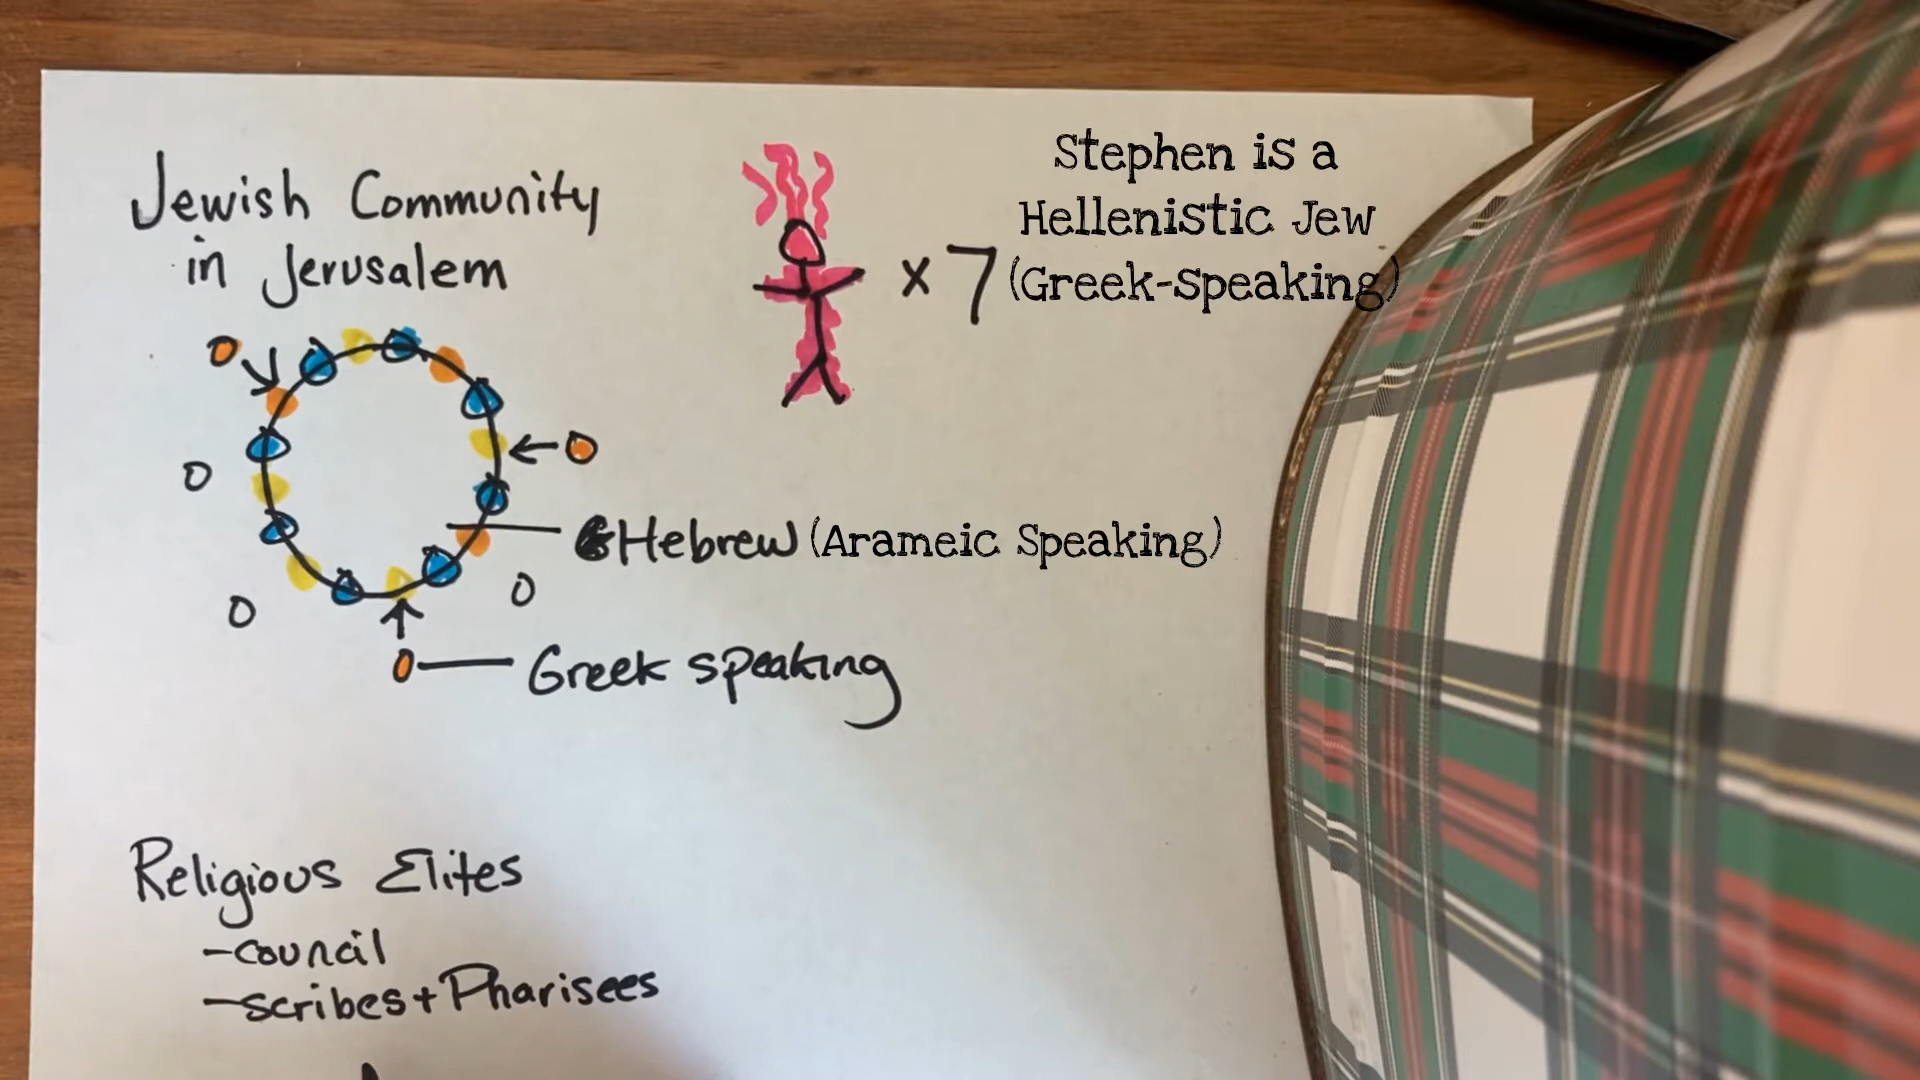 Jewish Community
in Jerusalem
x 7
Stephen is a
Hellenistic Jew
(Greek-Speaking)
Hebrew (Arameic Speaking)
Greek speaking
Religious Elites
-council
-scribes + Pharisees